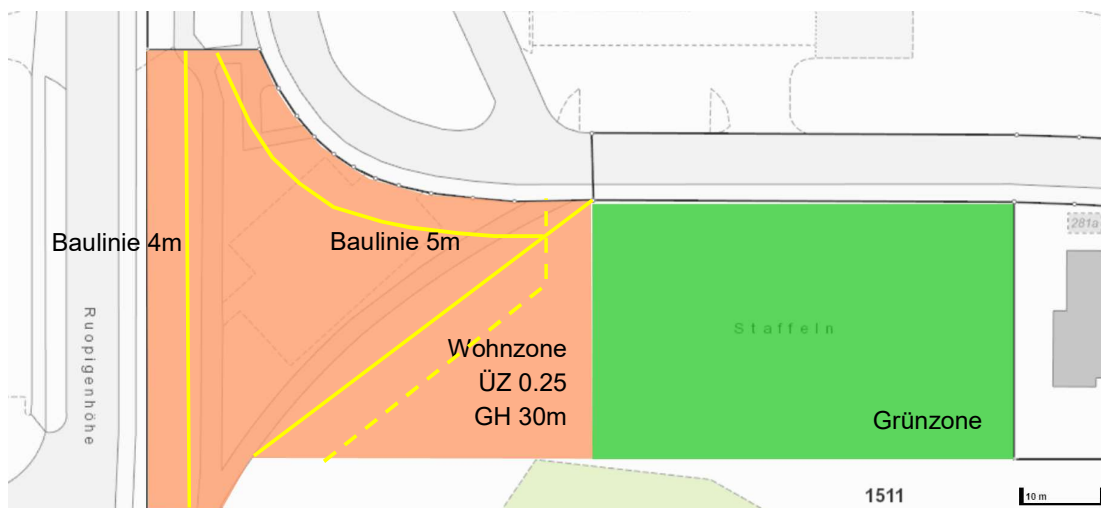 281a
Baulinie 4m
Baulinie 5m
Ruopigenhöhe
Staffeln
Wohnzone
ÜZ 0.25
GH 30m
Grünzone
1511
10 m